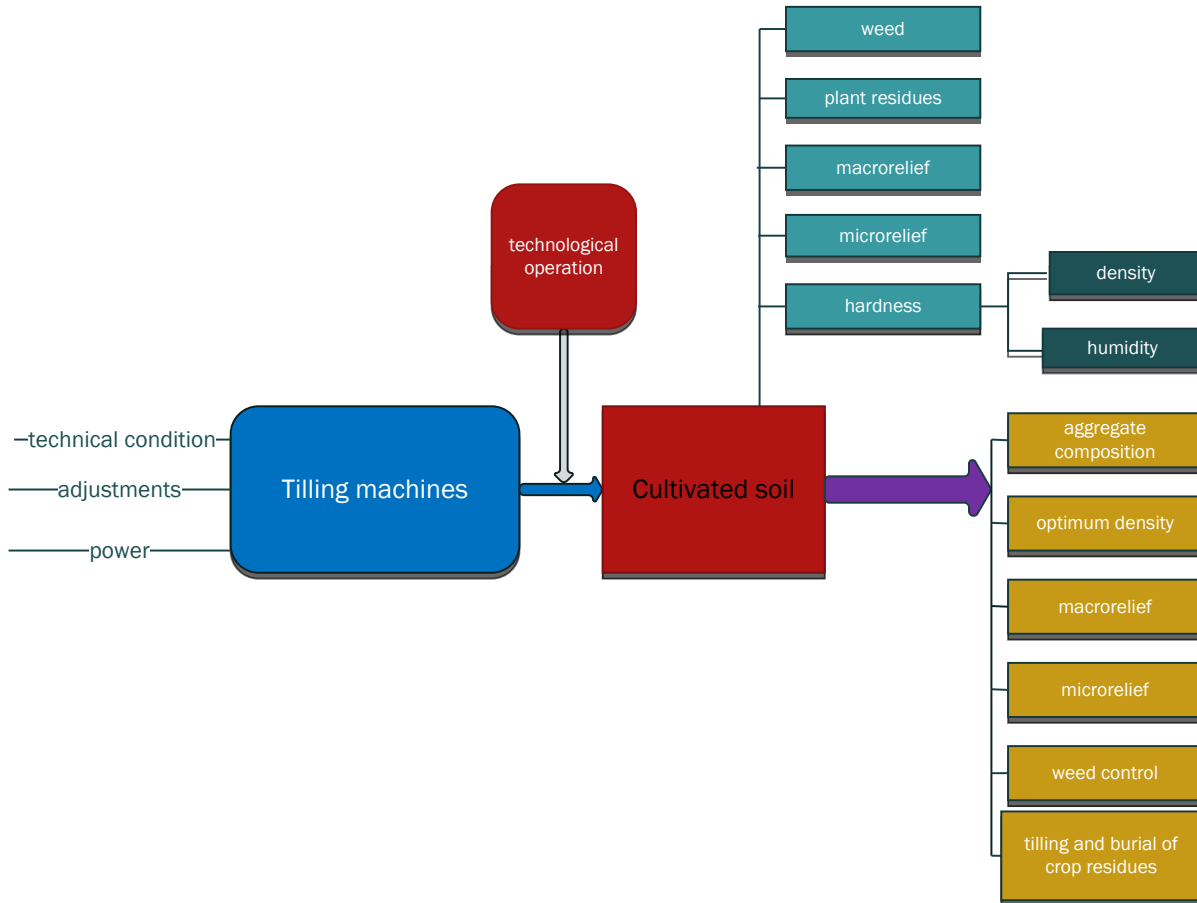 weed
plant residues
macrorelief
microrelief
hardness
density
humidity
technological
operation
technical condition
adjustments
power
Tilling machines
Cultivated soil
aggregate
composition
optimum density
macrorelief
microrelief
weed control
tilling and burial of
crop residues